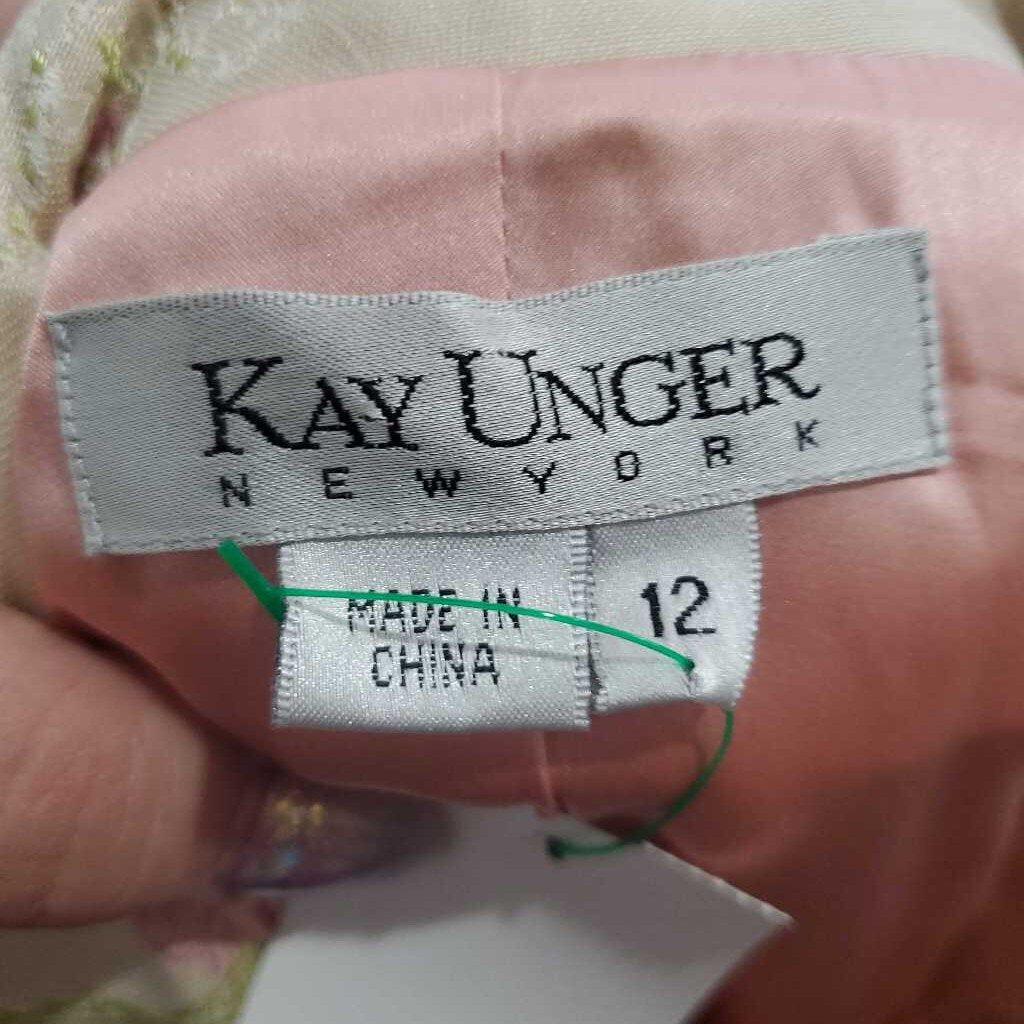 KAY UNGER
NEW YORK
MADE IN
CHINA
12